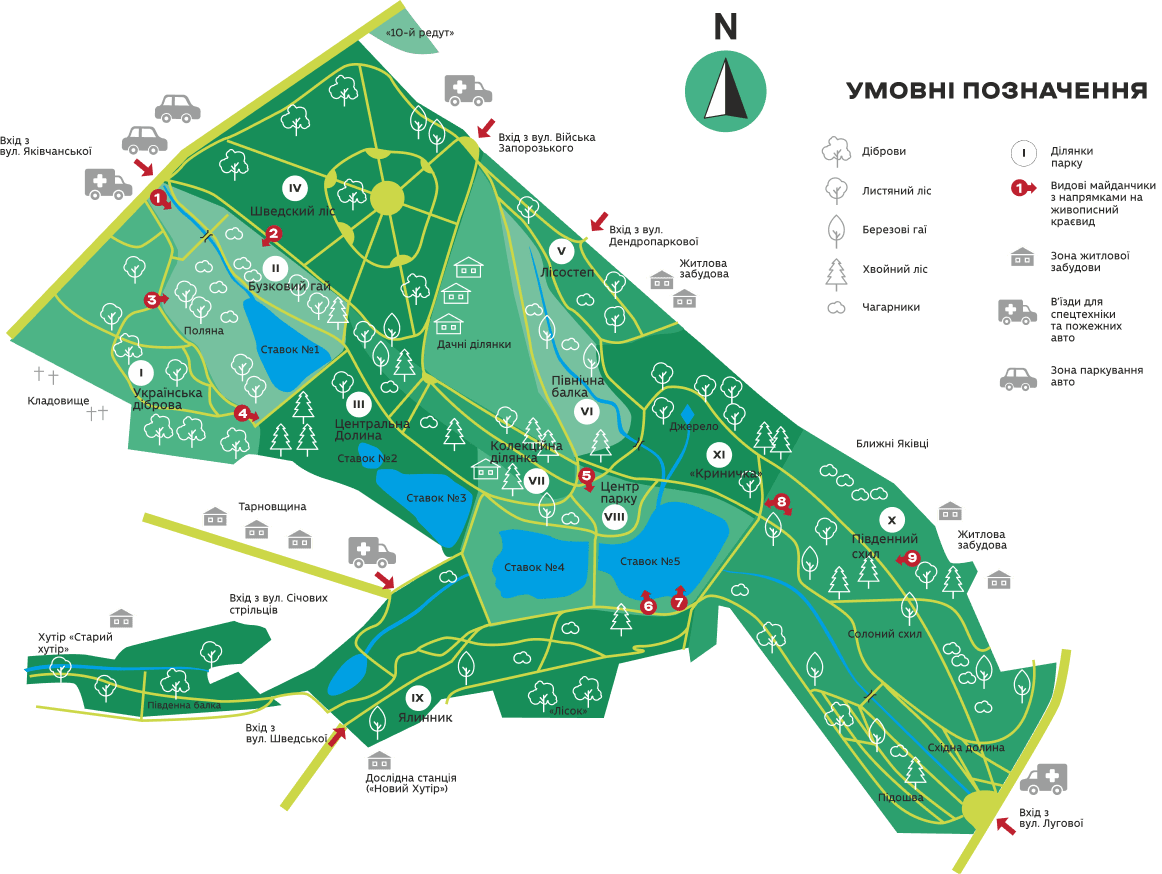 «10-й редут»
N
УМОВНІ ПОЗНАЧЕННЯ
Діброви
Листяний ліс
Березові гаї
Хвойний ліс
Чагарники
I
Ділянки
парку
1
Видові майданчики
з напрямками на
живописний
краєвид
Зона житлової
забудови
В'їзди для
спецтехніки
та пожежних
авто
Зона паркування
авто
Вхід з
вул. Яківчанської
Вхід з вул. Війська
Запорозького
Вхід з вул.
Дендропаркової
Житлова
забудова
1
IV
Шведский ліс
2
II
Бузковий гай
V
Лісостеп
3
Поляна
Ставок №1
Дачні ділянки
I
Українська
діброва
Кладовище
4
III
Центральна
Долина
Північна
балка
VI
Джерело
Ставок №2
Колекційна
ділянка
VII
5
Центр
парку
VIII
XI
«Криничка»
Ближні Яківці
Ставок №3
8
X
Південний
схил
9
Житлова
забудова
Тарновщина
Ставок №4
Ставок №5
6
7
Вхід з вул. Січових
стрільців
Солоний схил
Хутір «Старий
хутір»
Південна балка
IX
Ялинник
«Лісок»
Вхід з
вул. Шведської
Східна долина
Дослідна станція
(«Новий Хутір»)
Підошва
Вхід з
вул. Лугової